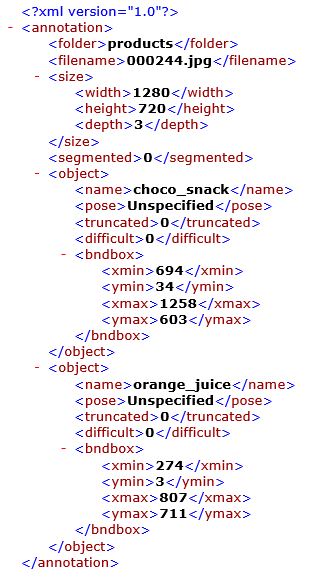 <?xml version="1.0"?>
- <annotation>
<folder>products</folder>
<filename>000244.jpg</filename>
- <size>
<width>1280</width>
<height>720</height>
<depth>3</depth>
</size>
<segmented>0</segmented>
- <object>
<name>choco_snack</name>
<pose>Unspecified</pose>
<truncated>0</truncated>
<difficult>0</difficult>
- <bndbox>
<xmin>694</xmin>
<ymin>34</ymin>
<xmax>1258</xmax>
<ymax>603</ymax>
</bndbox>
</object>
- <object>
<name>orange_juice</name>
<pose>Unspecified</pose>
<truncated>0</truncated>
<difficult>0</difficult>
- <bndbox>
<xmin>274</xmin>
<ymin>3</ymin>
<xmax>807</xmax>
<ymax>711</ymax>
</bndbox>
</object>
</annotation>